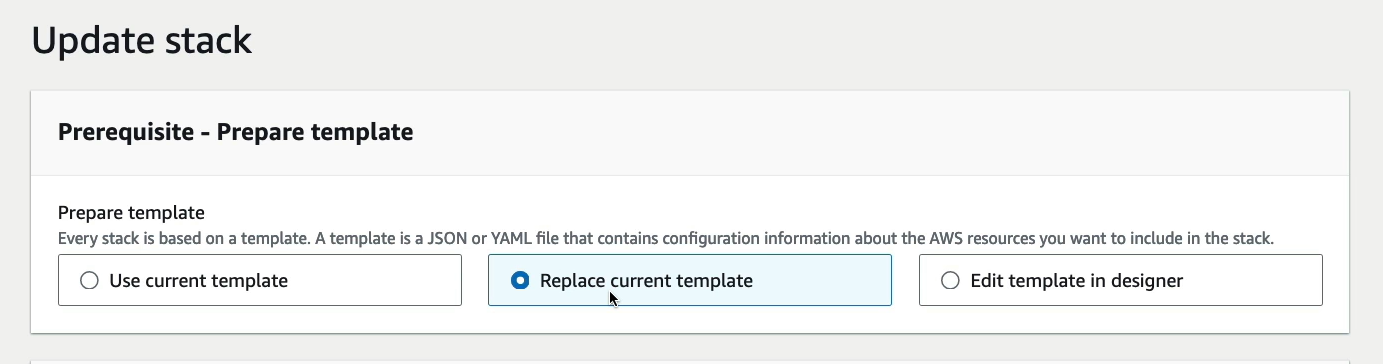 Update stack
Prerequisite - Prepare template
Prepare template
Every stack is based on a template. A template is a JSON or YAML file that contains configuration information about the AWS resources you want to include in the stack.
Use current template
Replace current template
Edit template in designer